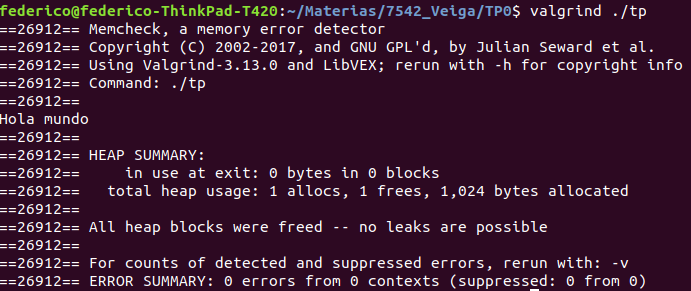 federico@federico-ThinkPad-T420:~/Materias/7542_Veiga/TP0$ valgrind ./tp
==26912== Memcheck, a memory error detector
==26912== Copyright (C) 2002-2017, and GNU GPL'd, by Julian Seward et al.
==26912== Using Valgrind-3.13.0 and LibVEX; rerun with -h for copyright info
==26912== Command: ./tp
==26912==
Hola mundo
==26912==
==26912== HEAP SUMMARY:
==26912==     in use at exit: 0 bytes in 0 blocks
==26912==   total heap usage: 1 allocs, 1 frees, 1,024 bytes allocated
==26912==
==26912== All heap blocks were freed -- no leaks are possible
==26912==
==26912== For counts of detected and suppressed errors, rerun with: -v
==26912== ERROR SUMMARY: 0 errors from 0 contexts (suppressed: 0 from 0)